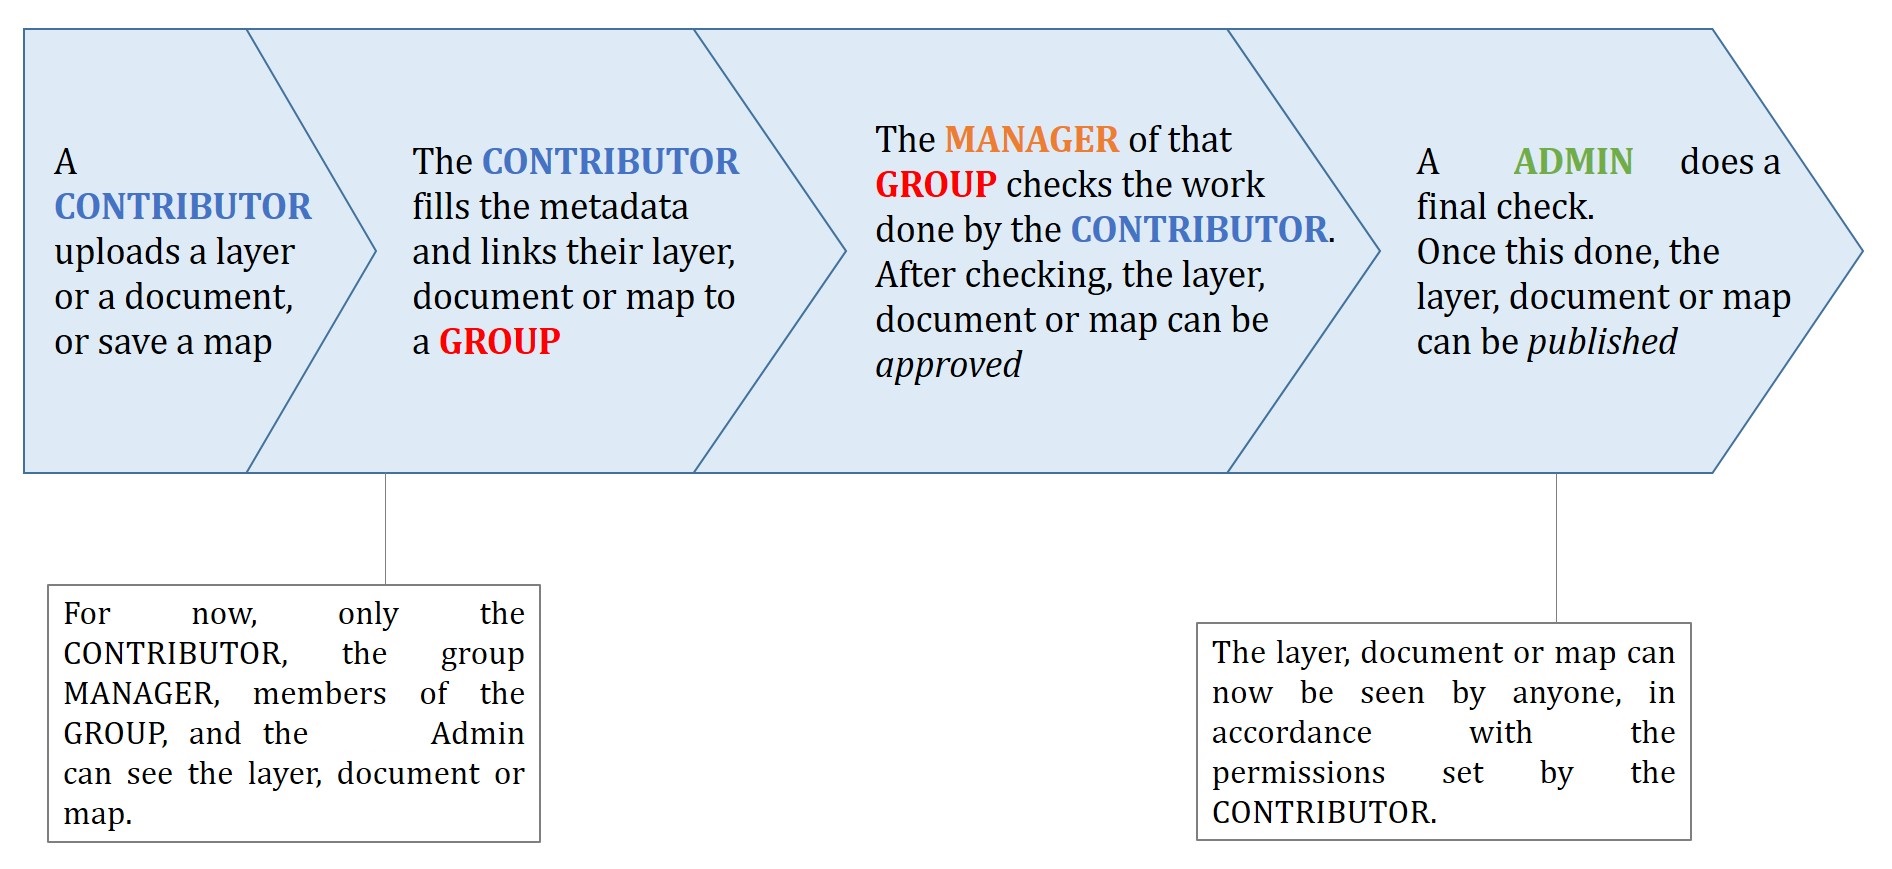 A
CONTRIBUTOR
uploads a layer
or a document,
or save a map
The CONTRIBUTOR
fills the metadata
and links their layer,
document or map to
a GROUP
The MANAGER of that
GROUP checks the work
done by the CONTRIBUTOR.
After checking, the layer,
document or map can be
approved
A ADMIN does a
final check.
Once this done, the
layer, document or map
can be published
For now, only the
CONTRIBUTOR, the group
MANAGER, members of the
GROUP, and the Admin
can see the layer, document or
map.
The layer, document or map can
now be seen by anyone, in
accordance with the
permissions set by the
CONTRIBUTOR.